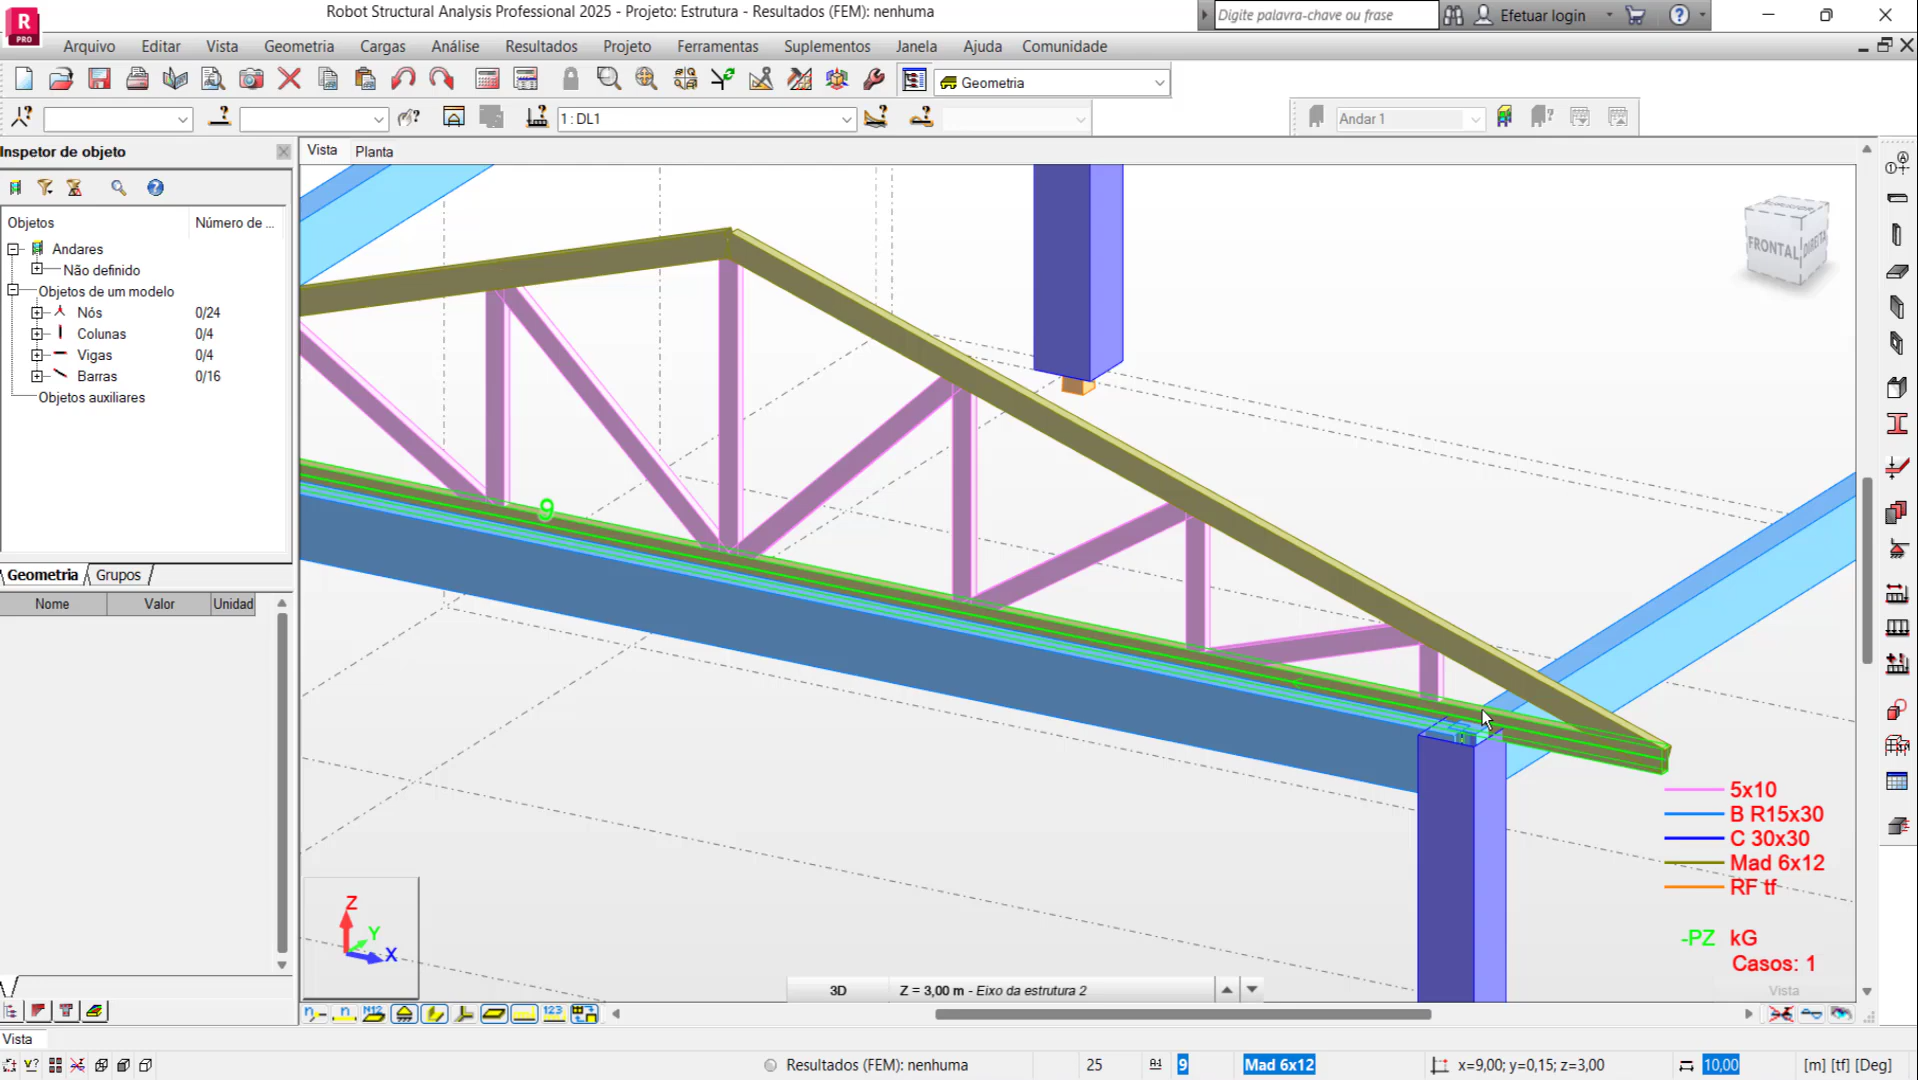 Robot Structural Analysis Professional 2025 - Projeto: Estrutura - Resultados (FEM): nenhuma
Digite palavra-chave ou frase
Efetuar login
R
PRO
Arquivo Editar Vista Geometria Cargas Análise Resultados Projeto Ferramentas Suplementos Janela Ajuda Comunidade
Geometria
1 : DL1
Andar 1
Inspetor de objeto
Vista Planta
Objetos Número de ...
Andares
Não definido
Objetos de um modelo
Nós 0/24
Colunas 0/4
Vigas 0/4
Barras 0/16
Objetos auxiliares
SUPERIOR
FRONTAL
DIREITA
9
Geometria Grupos
Nome Valor Unidad
5x10
B R15x30
C 30x30
Mad 6x12
RF tf
-PZ kG
Casos: 1
Vista
Z
Y
X
3D
Z = 3,00 m - Eixo da estrutura 2
Vista
Resultados (FEM): nenhuma
25
9
Mad 6x12
x=9,00; y=0,15; z=3,00
10,00
[m] [tf] [Deg]